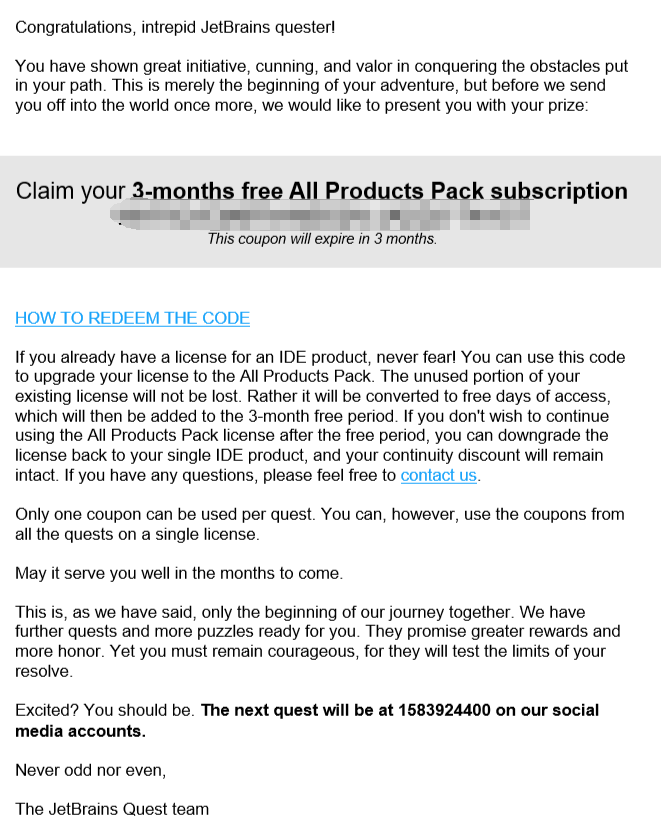 Congratulations, intrepid JetBrains quester!
You have shown great initiative, cunning, and valor in conquering the obstacles put
in your path. This is merely the beginning of your adventure, but before we send
you off into the world once more, we would like to present you with your prize:
Claim your 3-months free All Products Pack subscription
This coupon will expire in 3 months.
HOW TO REDEEM THE CODE
If you already have a license for an IDE product, never fear! You can use this code
to upgrade your license to the All Products Pack. The unused portion of your
existing license will not be lost. Rather it will be converted to free days of access,
which will then be added to the 3-month free period. If you don't wish to continue
using the All Products Pack license after the free period, you can downgrade the
license back to your single IDE product, and your continuity discount will remain
intact. If you have any questions, please feel free to contact us.
Only one coupon can be used per quest. You can, however, use the coupons from
all the quests on a single license.
May it serve you well in the months to come.
This is, as we have said, only the beginning of our journey together. We have
further quests and more puzzles ready for you. They promise greater rewards and
more honor. Yet you must remain courageous, for they will test the limits of your
resolve.
Excited? You should be. The next quest will be at 1583924400 on our social
media accounts.
Never odd nor even,
The JetBrains Quest team